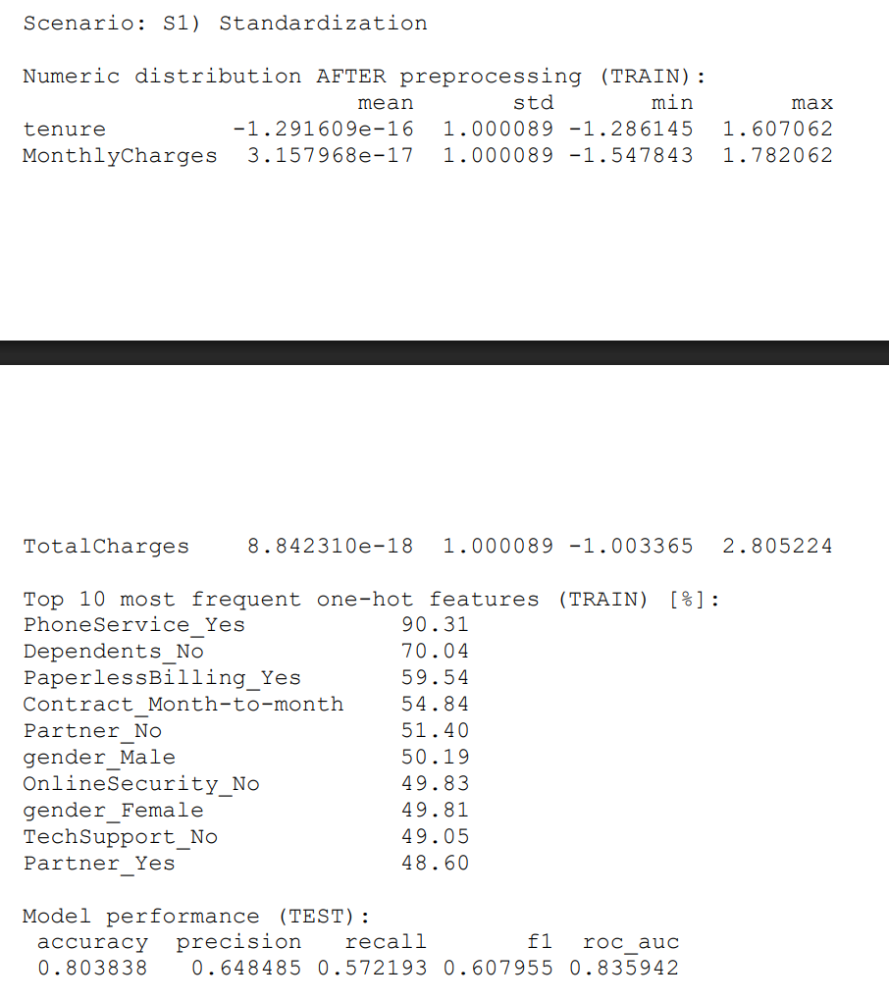 Scenario: S1) Standardization
Numeric distribution AFTER preprocessing (TRAIN):
mean std min max
tenure -1.291609e-16 1.000089 -1.286145 1.607062
MonthlyCharges 3.157968e-17 1.000089 -1.547843 1.782062
TotalCharges 8.842310e-18 1.000089 -1.003365 2.805224
Top 10 most frequent one-hot features (TRAIN) [%]:
PhoneService_Yes 90.31
Dependents_No 70.04
PaperlessBilling_Yes 59.54
Contract_Month-to-month 54.84
Partner_No 51.40
gender_Male 50.19
OnlineSecurity_No 49.83
gender_Female 49.81
TechSupport_No 49.05
Partner_Yes 48.60
Model performance (TEST):
accuracy precision recall f1 roc_auc
0.803838 0.648485 0.572193 0.607955 0.835942